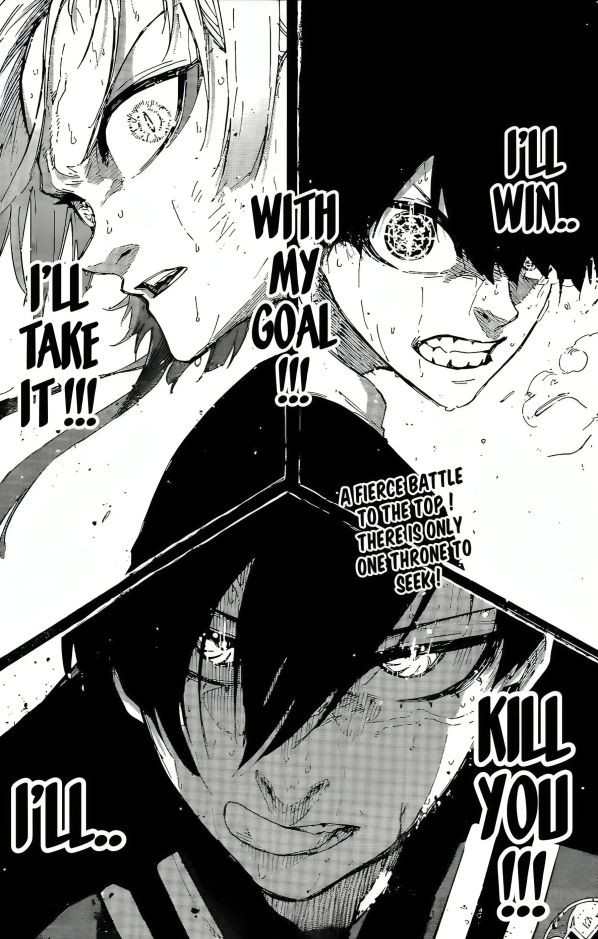 I'LL
WIN..
WITH
MY
GOAL
!!!
I'LL
TAKE
IT!!!
A FIERCE BATTLE
TO THE TOP!
THERE IS ONLY
ONE THRONE TO
SEEK!
I'LL..
KILL
YOU
!!!